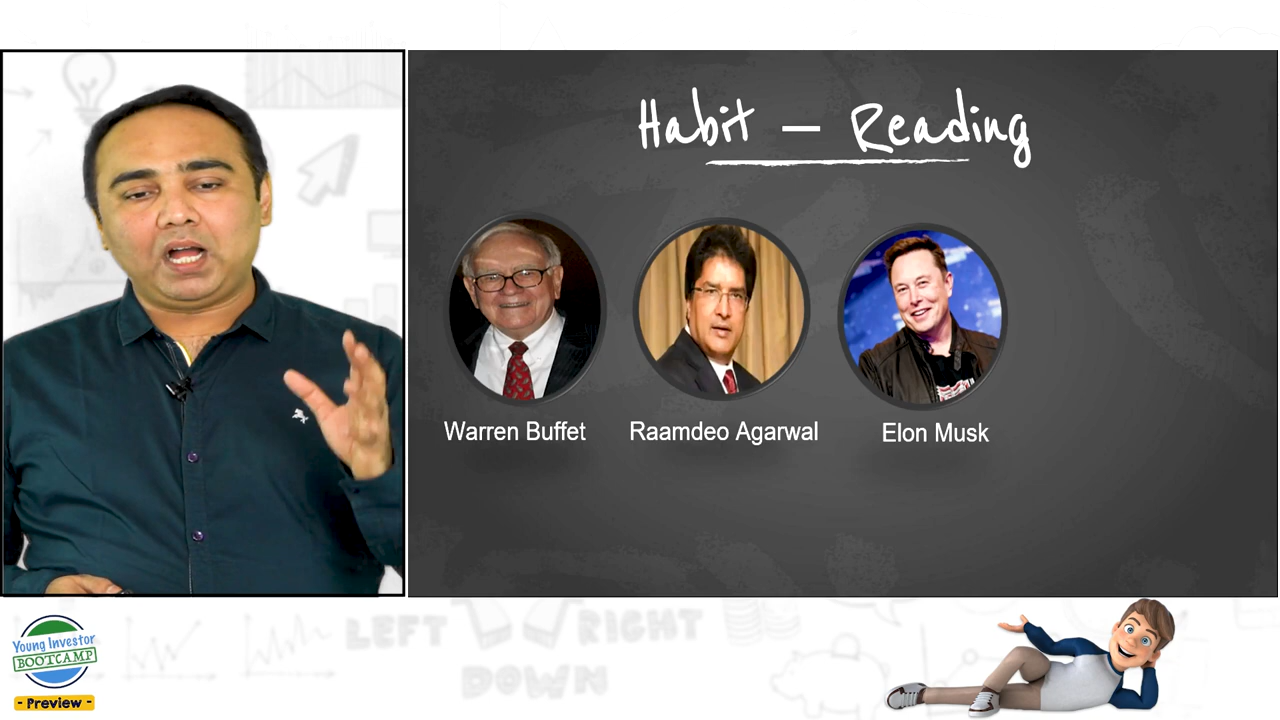 Habit – Reading
Warren Buffet
Raamdeo Agarwal
Elon Musk
Young Investor
BOOTCAMP
- Preview -
LEFT
RIGHT
DOWN